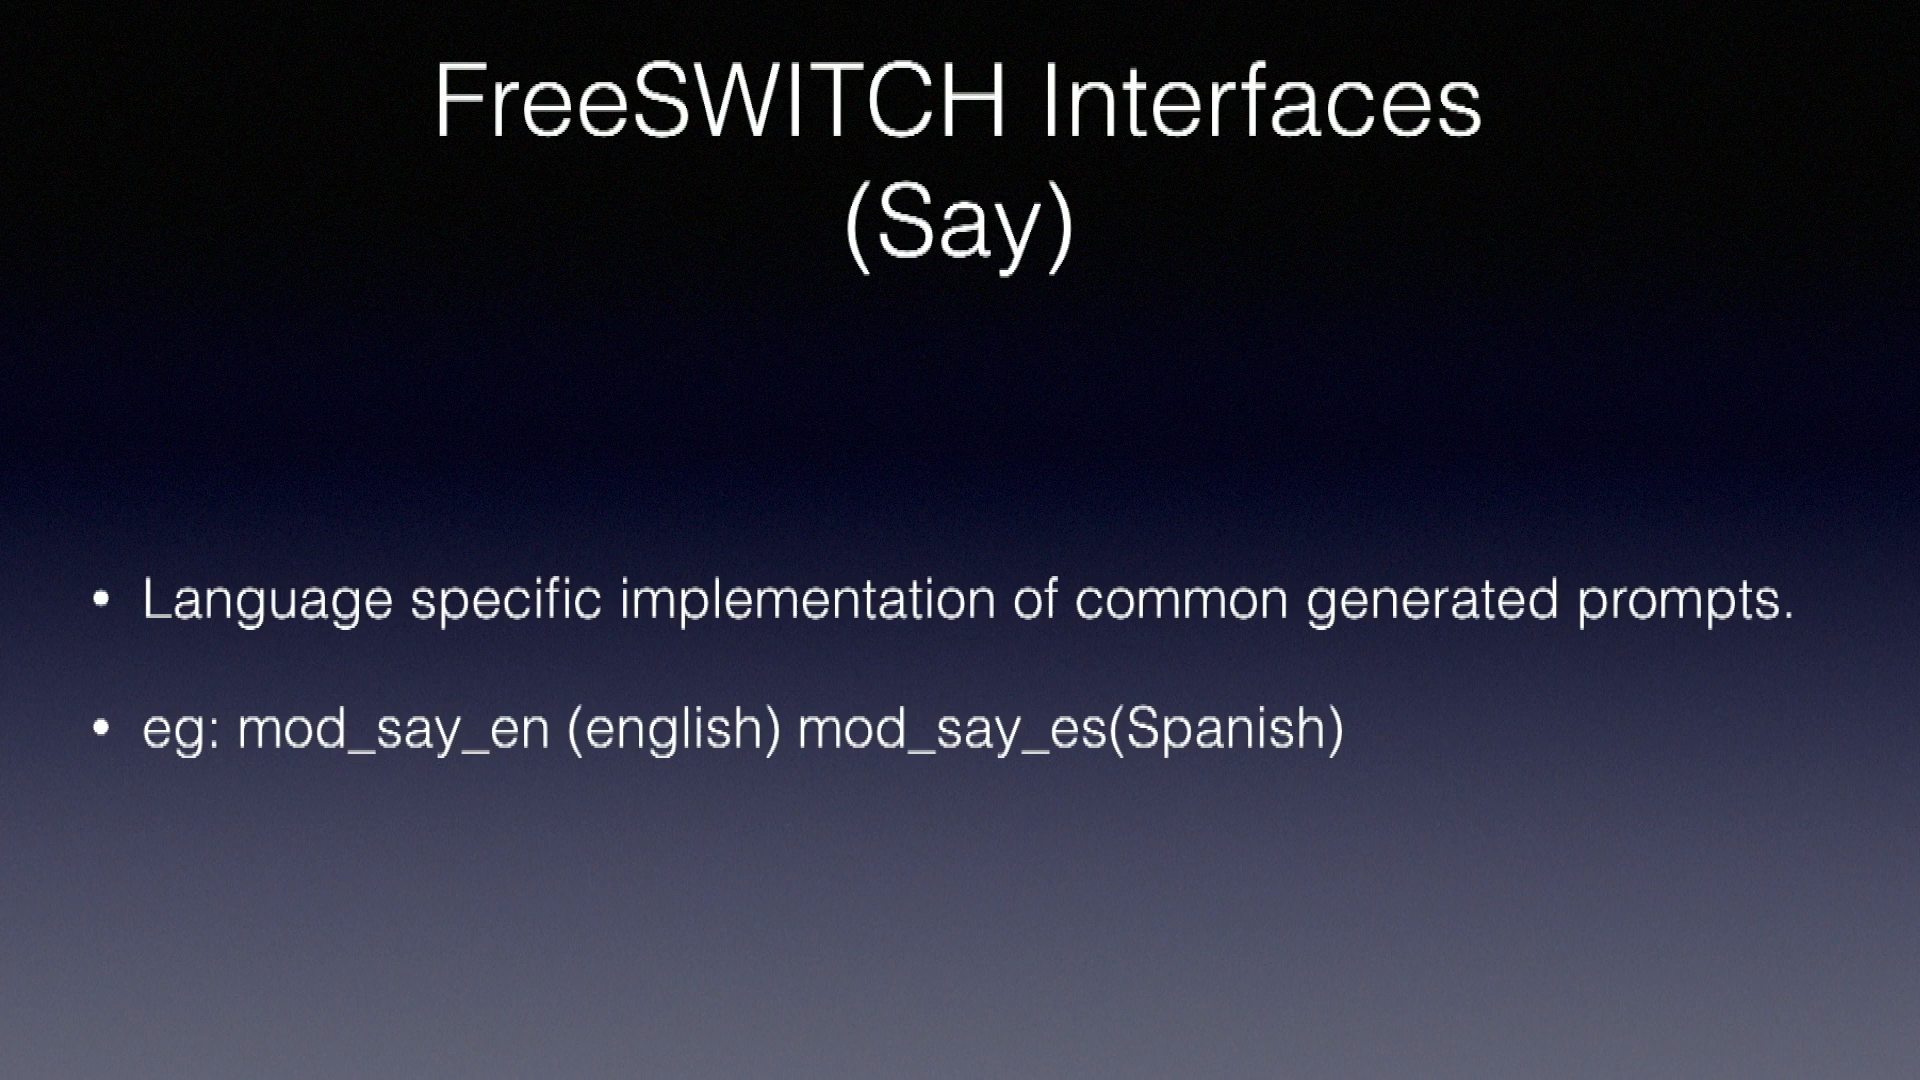 FreeSWITCH Interfaces
(Say)
• Language specific implementation of common generated prompts.
• eg: mod_say_en (english) mod_say_es(Spanish)